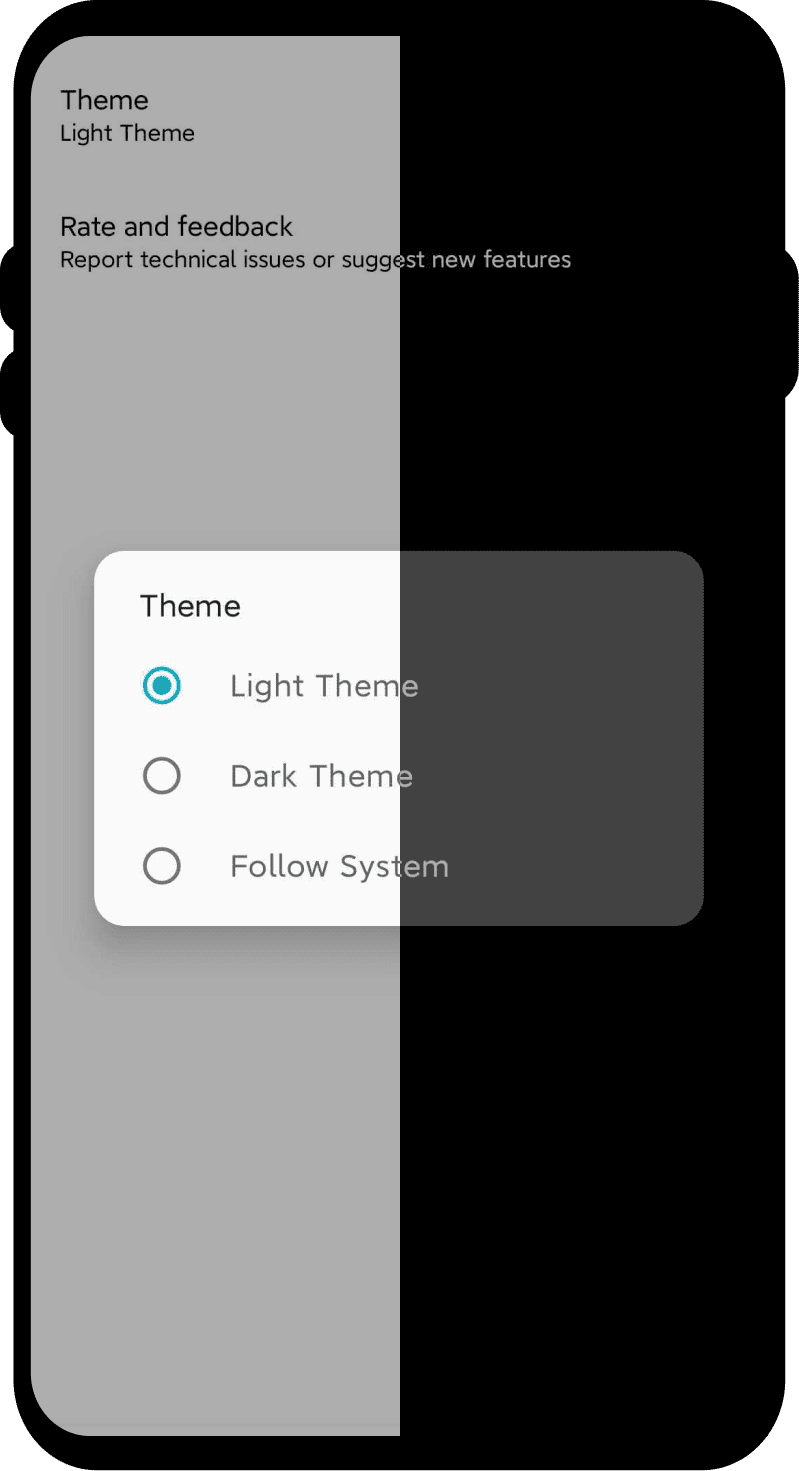 Theme
Light Theme
Rate and feedback
Report technical issues or suggest new features
Theme
Light Theme
Dark Theme
Follow System